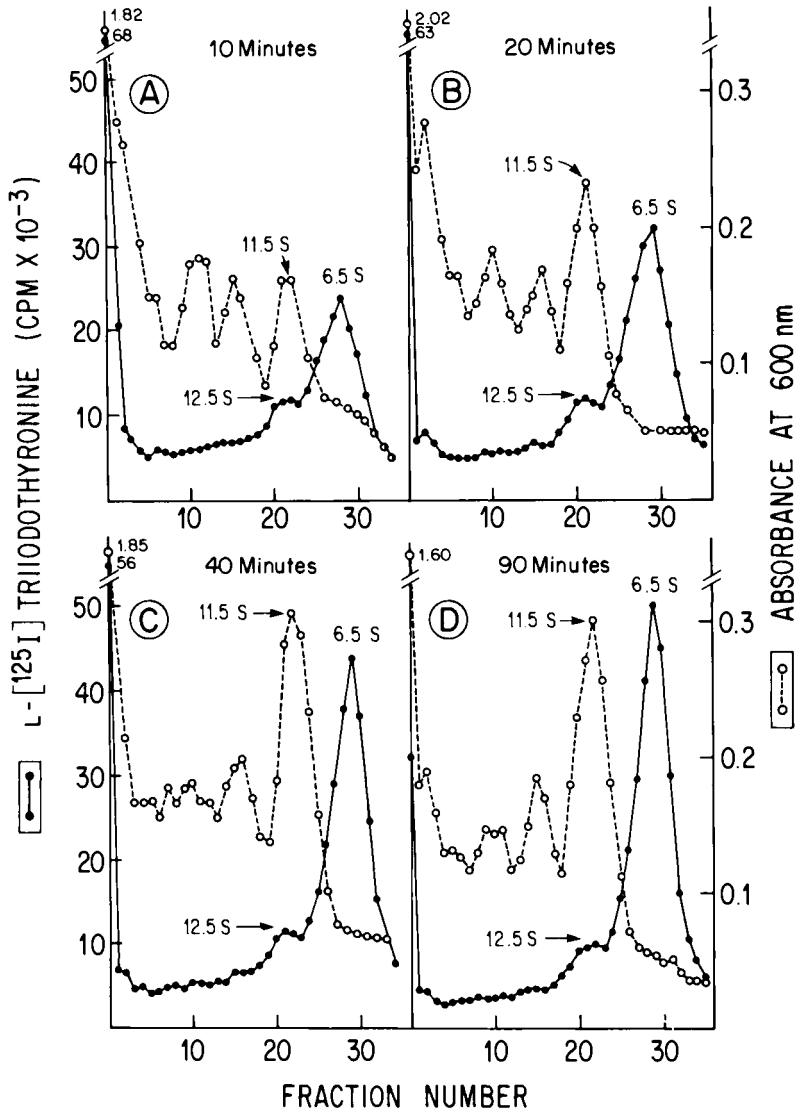 1.82
68
10 Minutes
2.02
63
20 Minutes
50
A
B
0.3
40
11.5 S
30
11.5 S
6.5 S
6.5 S
0.2
20
12.5 S
12.5 S
0.1
10
10 20 30
10 20 30
1.85
56
40 Minutes
1.60
90 Minutes
50
C
11.5 S
6.5 S
D
11.5 S
6.5 S
0.3
40
30
0.2
20
12.5 S
12.5 S
0.1
10
10 20 30
10 20 30
FRACTION NUMBER
L-[125I] TRIIODOTHYRONINE (CPM X 10−3)
ABSORBANCE AT 600 nm